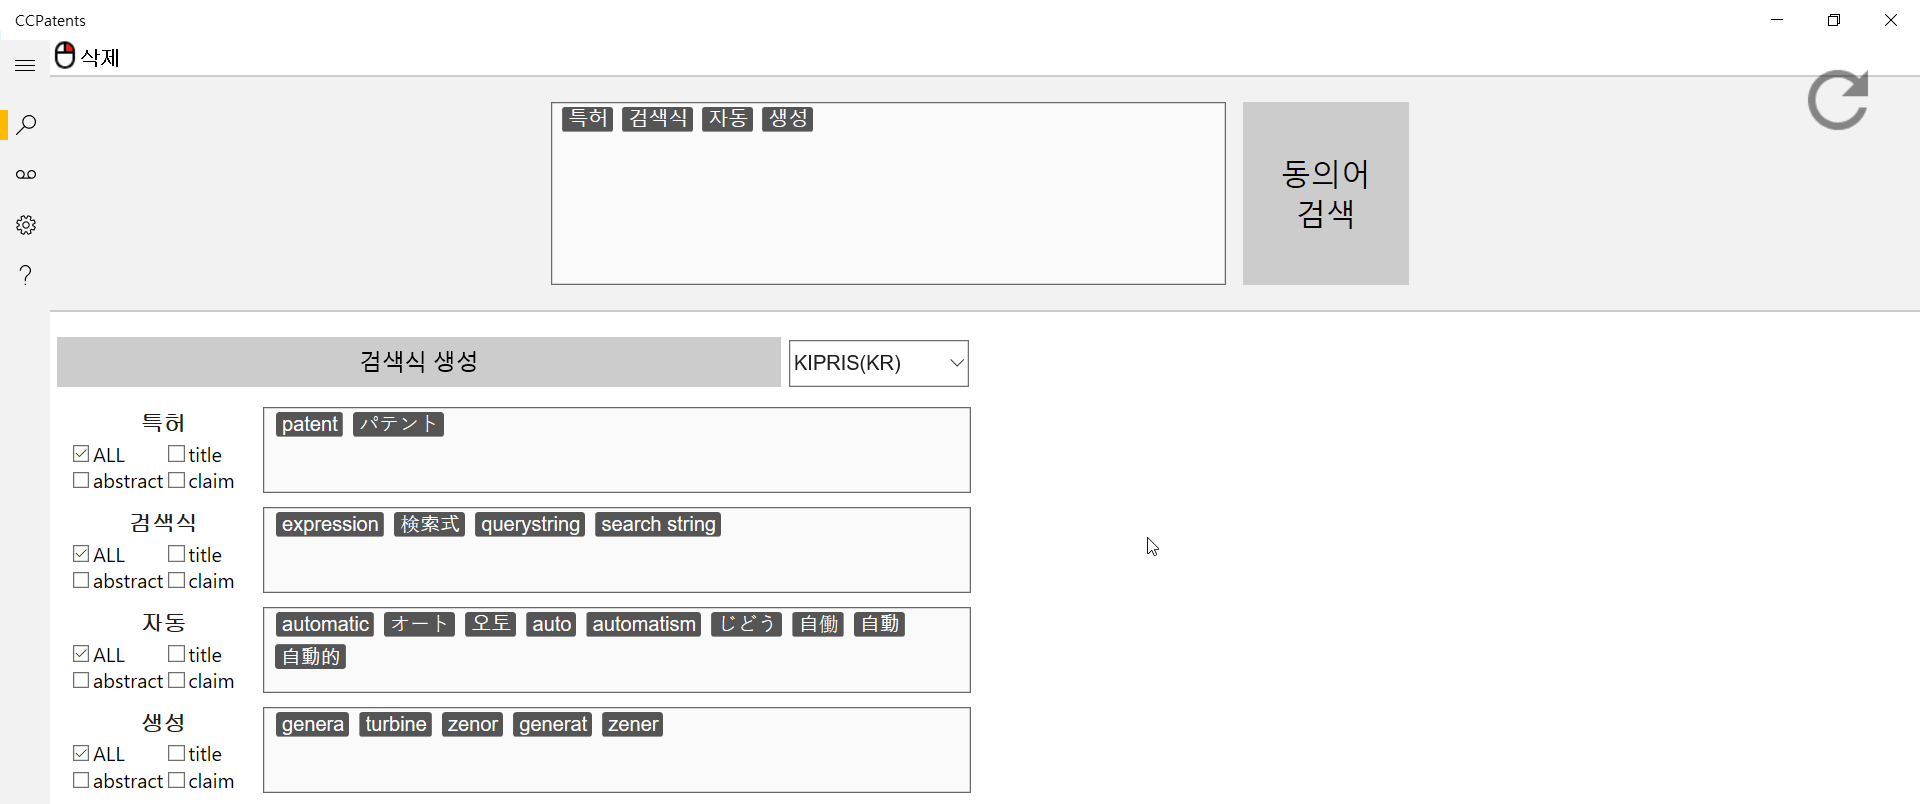 CCPatents
삭제
특허 검색식 자동 생성
동의어
검색
검색식 생성 KIPRIS(KR)
특허 patent パテント
ALL title
abstract claim
검색식 expression 検索式 querystring search string
ALL title
abstract claim
자동 automatic オート 오토 auto automatism じどう 自働 自動
ALL title 自動的
abstract claim
생성 genera turbine zenor generat zener
ALL title
abstract claim